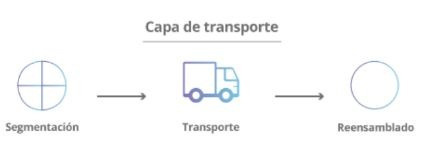 Capa de transporte
Segmentación
Transporte
Reensamblado